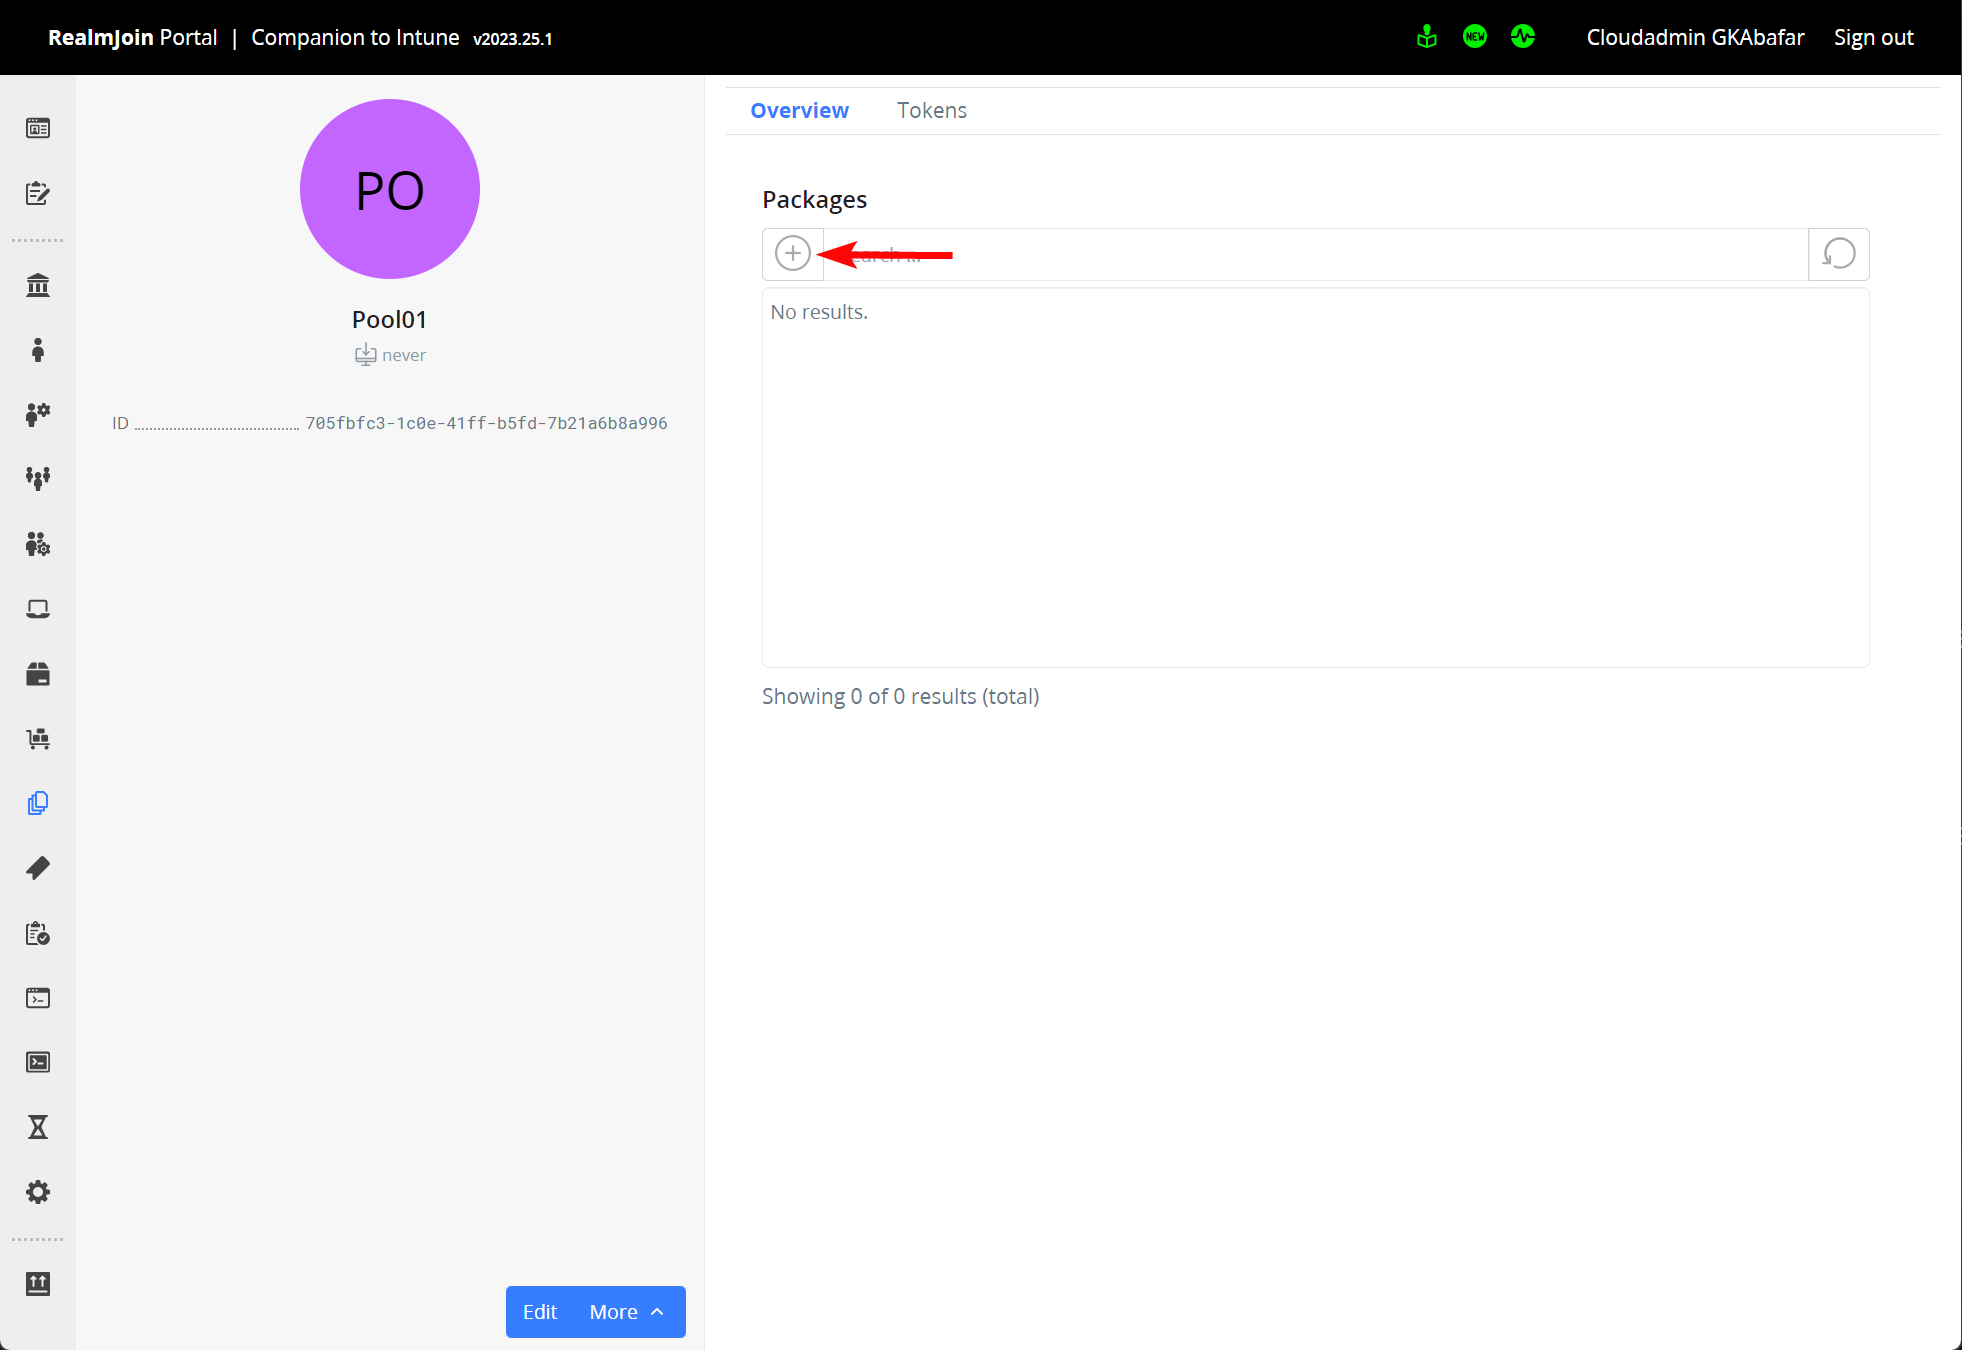 RealmJoin Portal | Companion to Intune v2023.25.1
NEW
Cloudadmin GKAbafar
Sign out
PO
Pool01
never
ID 705fbfc3-1c0e-41ff-b5fd-7b21a6b8a996
Edit
More
Overview
Tokens
Packages
earch ...
No results.
Showing 0 of 0 results (total)